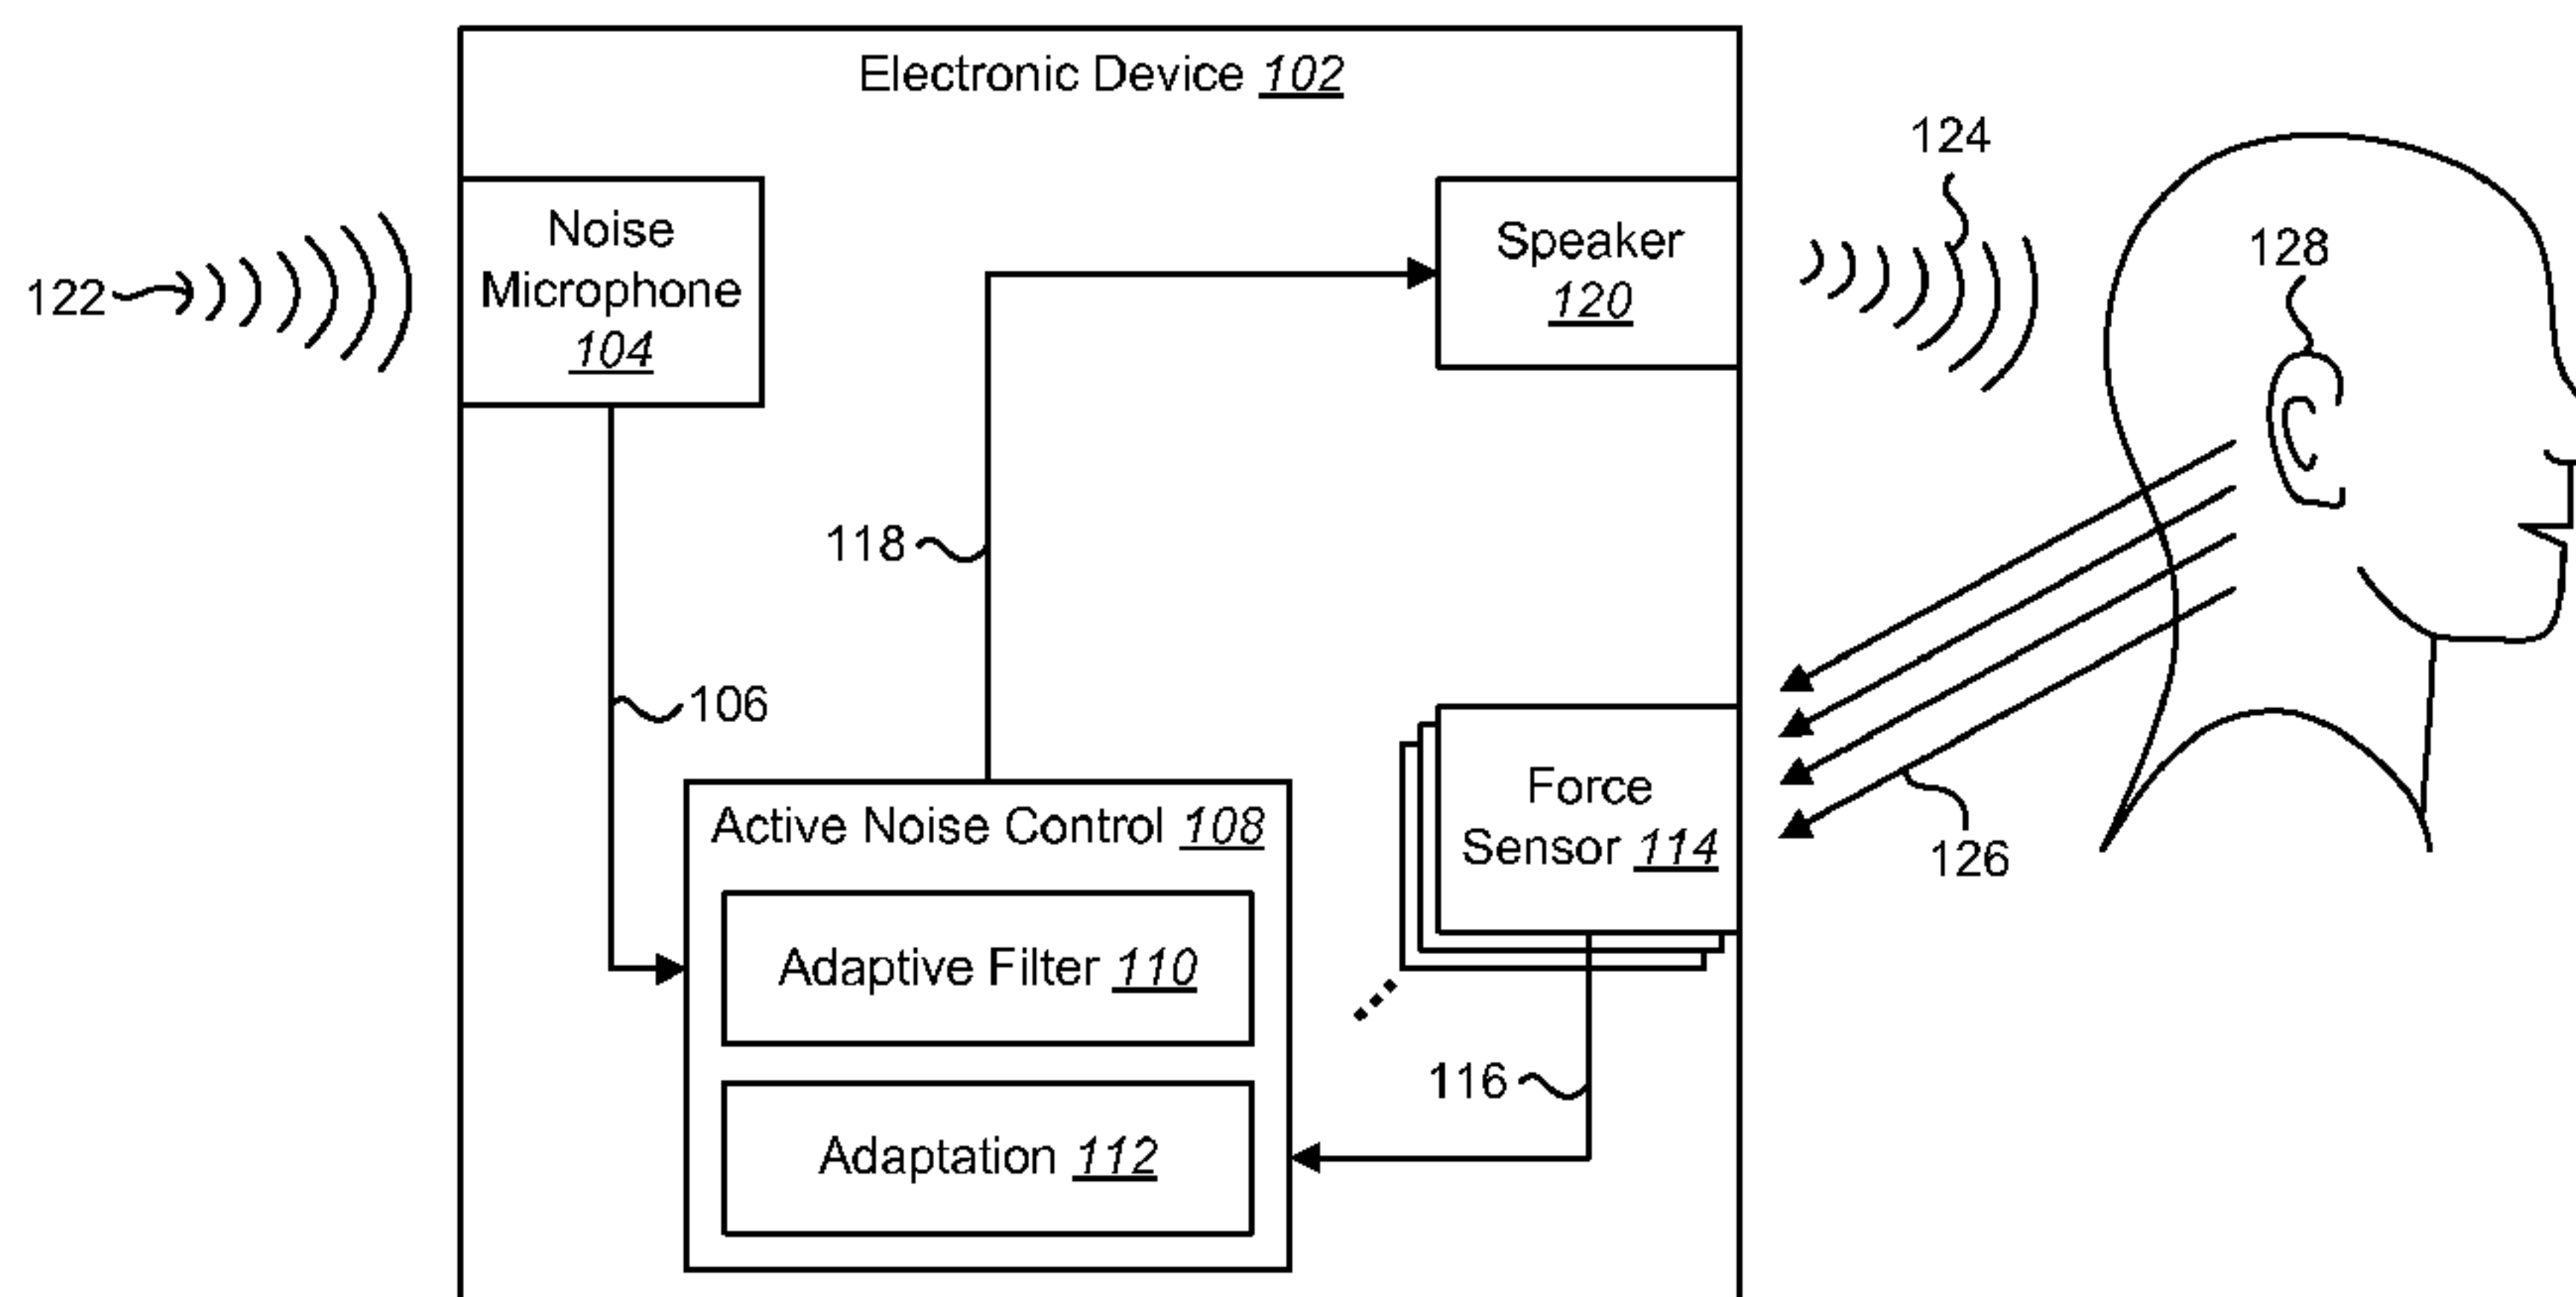 Electronic Device 102
124
Noise
Microphone
104
Speaker
120
128
122
118
106
Active Noise Control 108
Force
Sensor 114
126
Adaptive Filter 110
116
Adaptation 112